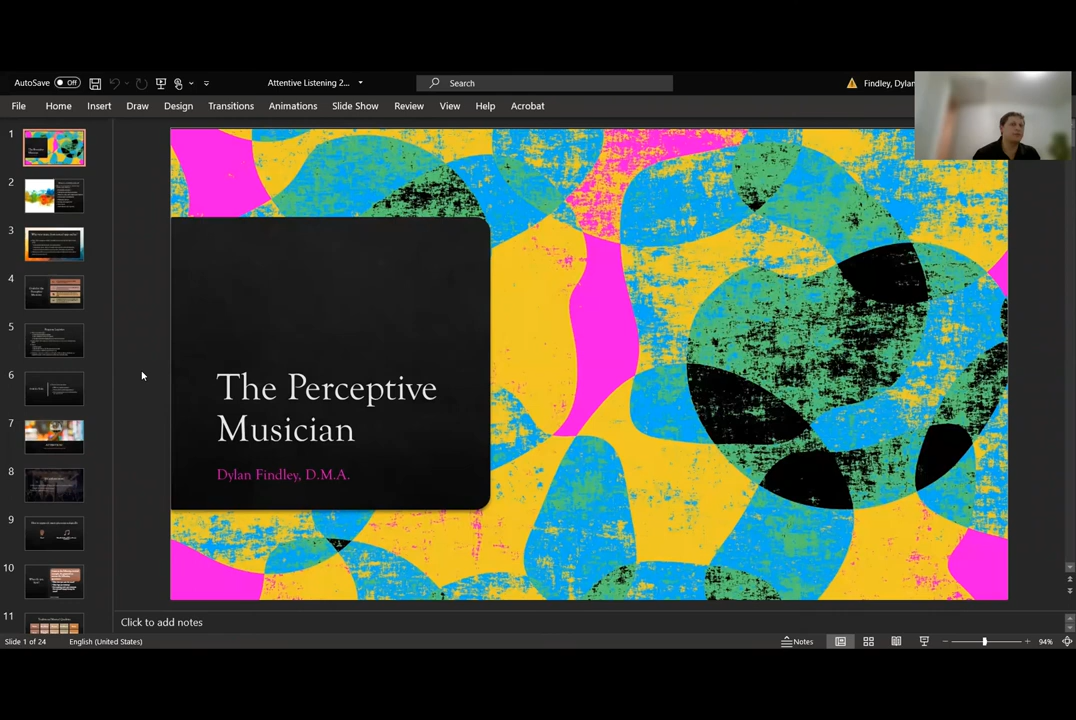 AutoSave Off Attentive Listening 2... Search Findley, Dylan
File Home Insert Draw Design Transitions Animations Slide Show Review View Help Acrobat
1
2
3
4
5
6
7
8
9
10
11
The Perceptive
Musician
Dylan Findley, D.M.A.
Click to add notes
Slide 1 of 24 English (United States) Notes 94%